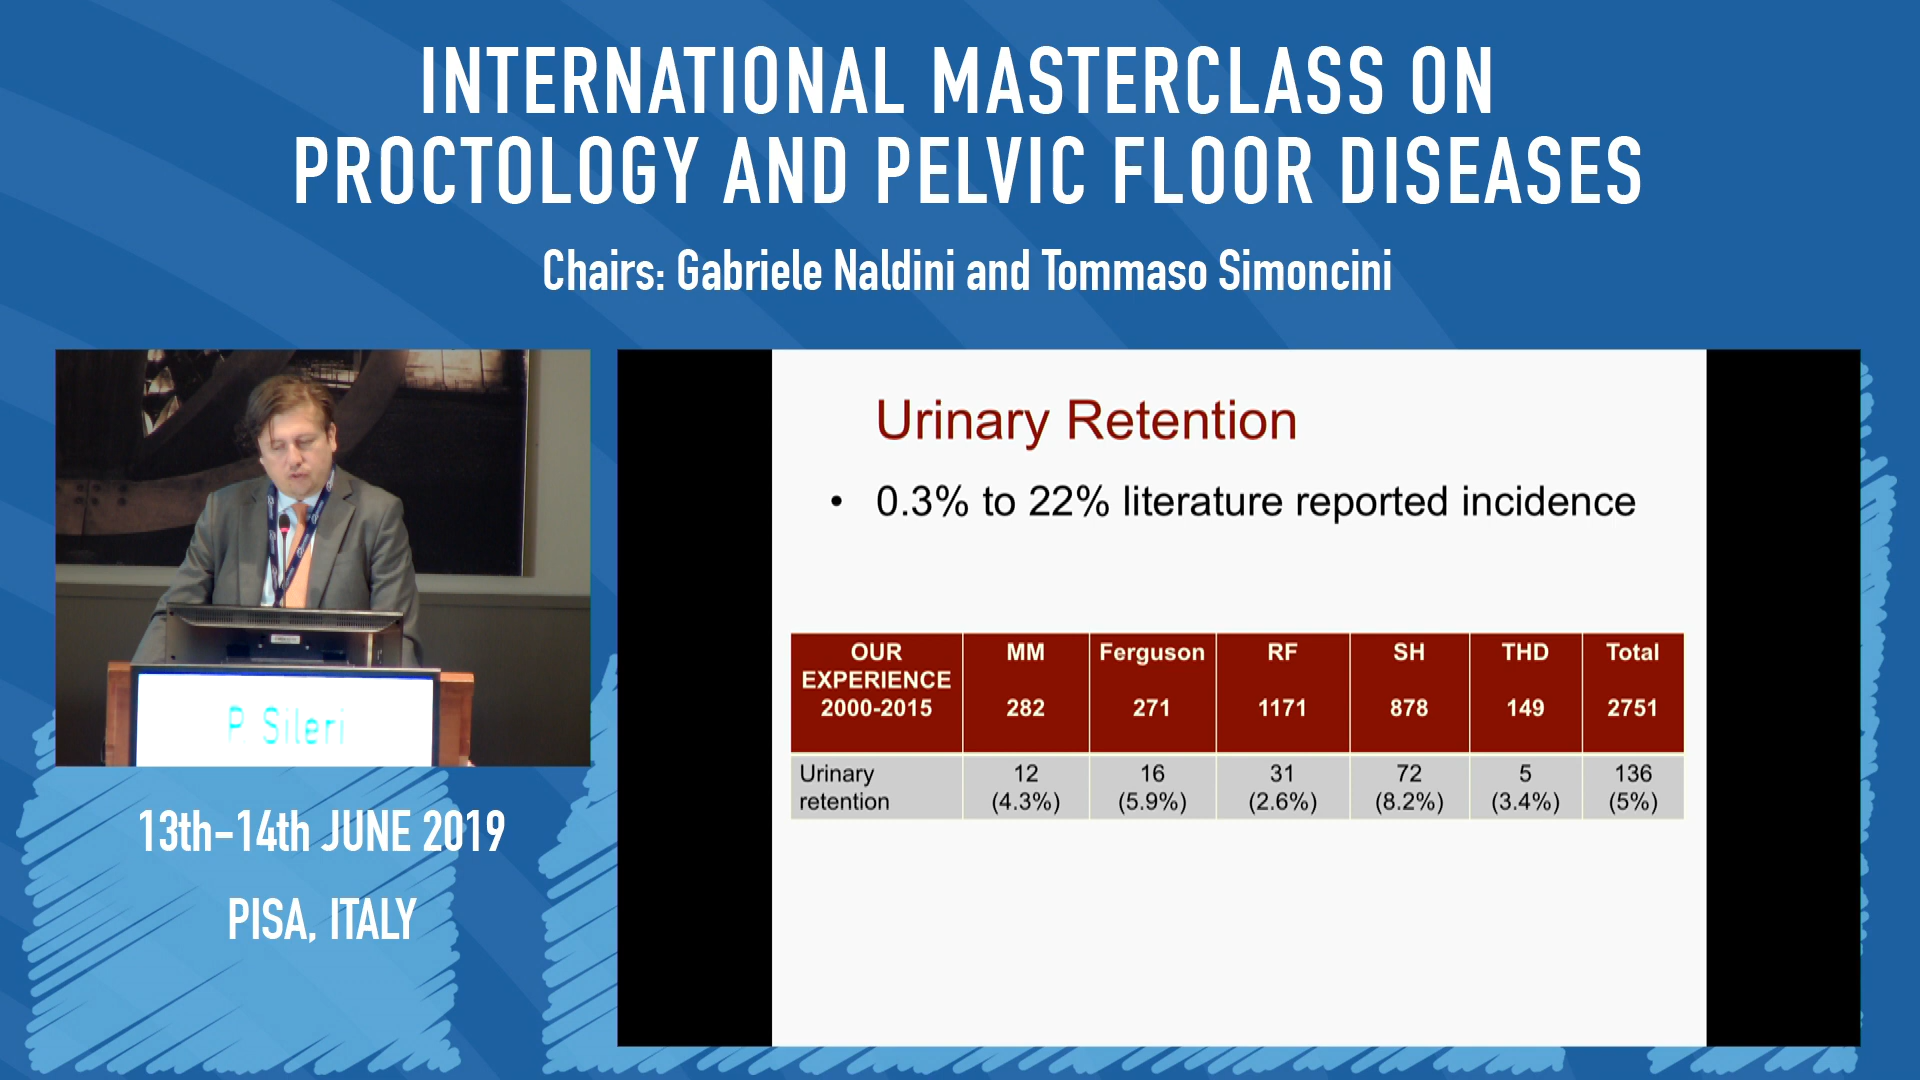 INTERNATIONAL MASTERCLASS ON
PROCTOLOGY AND PELVIC FLOOR DISEASES
Chairs: Gabriele Naldini and Tommaso Simoncini
P. Sileri
13th-14th JUNE 2019
PISA, ITALY
Urinary Retention
• 0.3% to 22% literature reported incidence
OUR EXPERIENCE 2000-2015 MM 282 Ferguson 271 RF 1171 SH 878 THD 149 Total 2751
Urinary retention 12 (4.3%) 16 (5.9%) 31 (2.6%) 72 (8.2%) 5 (3.4%) 136 (5%)